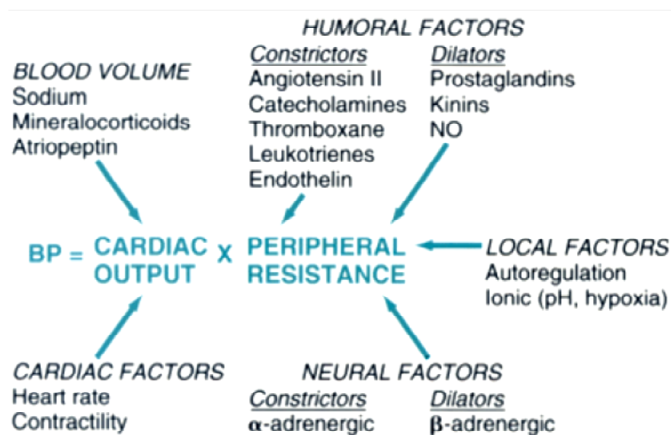 HUMORAL FACTORS
Constrictors
Angiotensin II
Catecholamines
Thromboxane
Leukotrienes
Endothelin
Dilators
Prostaglandins
Kinins
NO
BLOOD VOLUME
Sodium
Mineralocorticoids
Atriopeptin
BP = CARDIAC OUTPUT X PERIPHERAL RESISTANCE
LOCAL FACTORS
Autoregulation
Ionic (pH, hypoxia)
CARDIAC FACTORS
Heart rate
Contractility
NEURAL FACTORS
Constrictors
α-adrenergic
Dilators
β-adrenergic